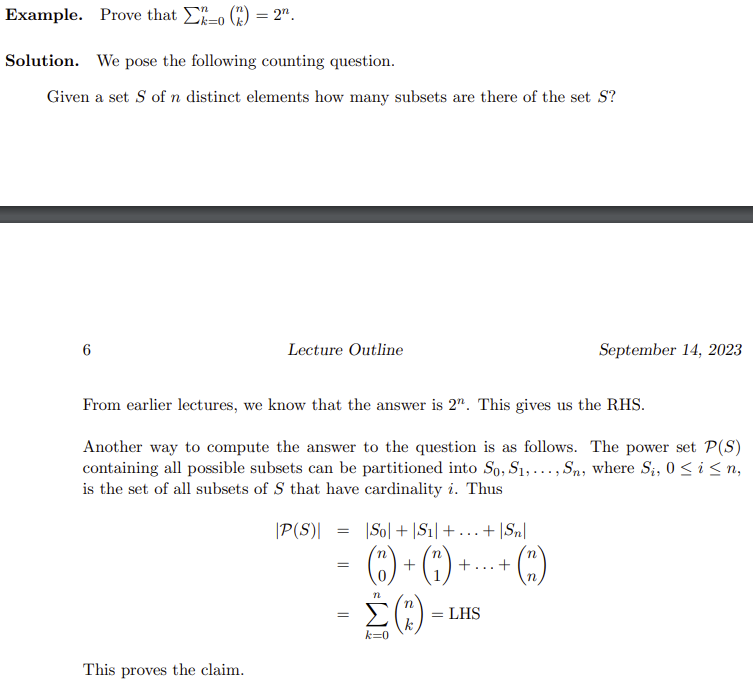 Example. Prove that $\sum_{k=0}^{n} \binom{n}{k} = 2^n$.
Solution. We pose the following counting question.
Given a set $S$ of $n$ distinct elements how many subsets are there of the set $S$?
6 Lecture Outline September 14, 2023
From earlier lectures, we know that the answer is $2^n$. This gives us the RHS.
Another way to compute the answer to the question is as follows. The power set $\mathcal{P}(S)$
containing all possible subsets can be partitioned into $S_0, S_1, \ldots, S_n$, where $S_i$, $0 \leq i \leq n$,
is the set of all subsets of $S$ that have cardinality $i$. Thus
$|\mathcal{P}(S)| = |S_0| + |S_1| + \ldots + |S_n|$
$= \binom{n}{0} + \binom{n}{1} + \ldots + \binom{n}{n}$
$= \sum_{k=0}^{n} \binom{n}{k} = \text{LHS}$
This proves the claim.